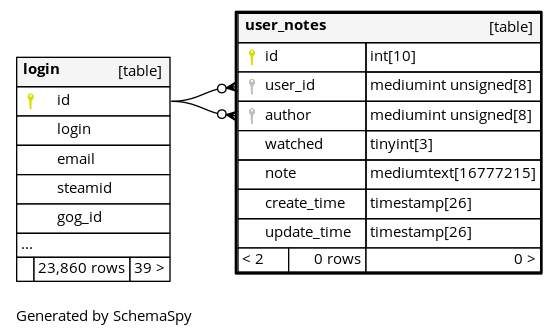 login [table]
id
login
email
steamid
gog_id
...
23,860 rows 39 >
user_notes [table]
id int[10]
user_id mediumint unsigned[8]
author mediumint unsigned[8]
watched tinyint[3]
note mediumtext[16777215]
create_time timestamp[26]
update_time timestamp[26]
< 2 0 rows 0 >
Generated by SchemaSpy